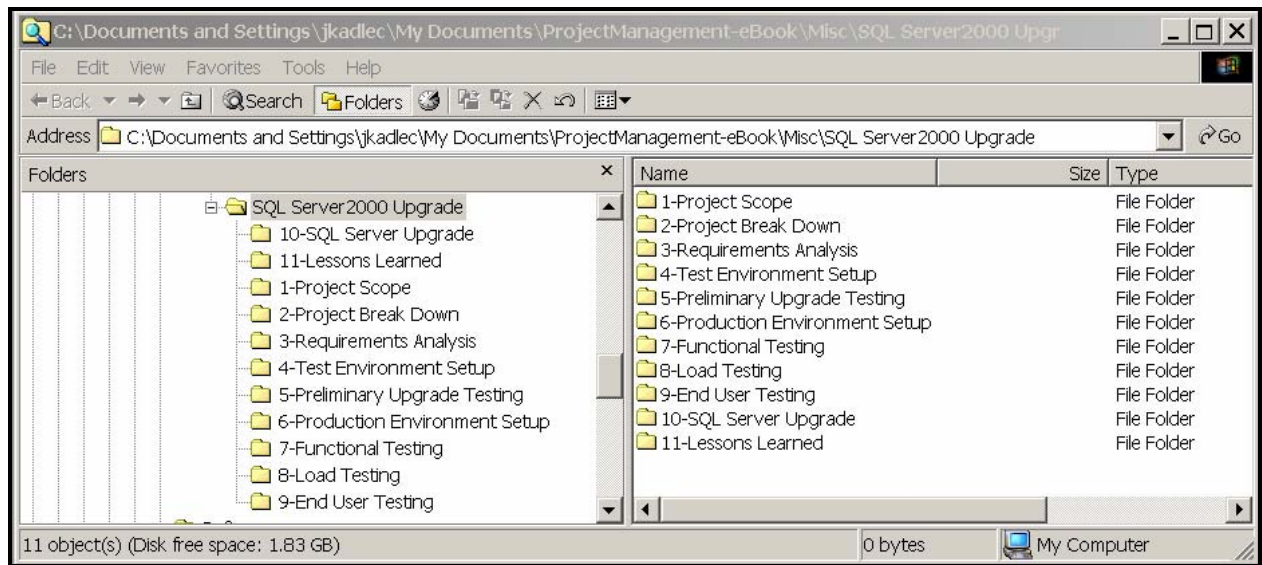 C:\Documents and Settings\jkadlec\My Documents\ProjectManagement-eBook\Misc\SQL Server2000 Upgr
File Edit View Favorites Tools Help
Back Search Folders
Address C:\Documents and Settings\jkadlec\My Documents\ProjectManagement-eBook\Misc\SQL Server2000 Upgrade Go
Folders
SQL Server2000 Upgrade
10-SQL Server Upgrade
11-Lessons Learned
1-Project Scope
2-Project Break Down
3-Requirements Analysis
4-Test Environment Setup
5-Preliminary Upgrade Testing
6-Production Environment Setup
7-Functional Testing
8-Load Testing
9-End User Testing
Name Size Type
1-Project Scope File Folder
2-Project Break Down File Folder
3-Requirements Analysis File Folder
4-Test Environment Setup File Folder
5-Preliminary Upgrade Testing File Folder
6-Production Environment Setup File Folder
7-Functional Testing File Folder
8-Load Testing File Folder
9-End User Testing File Folder
10-SQL Server Upgrade File Folder
11-Lessons Learned File Folder
11 object(s) (Disk free space: 1.83 GB) 0 bytes My Computer